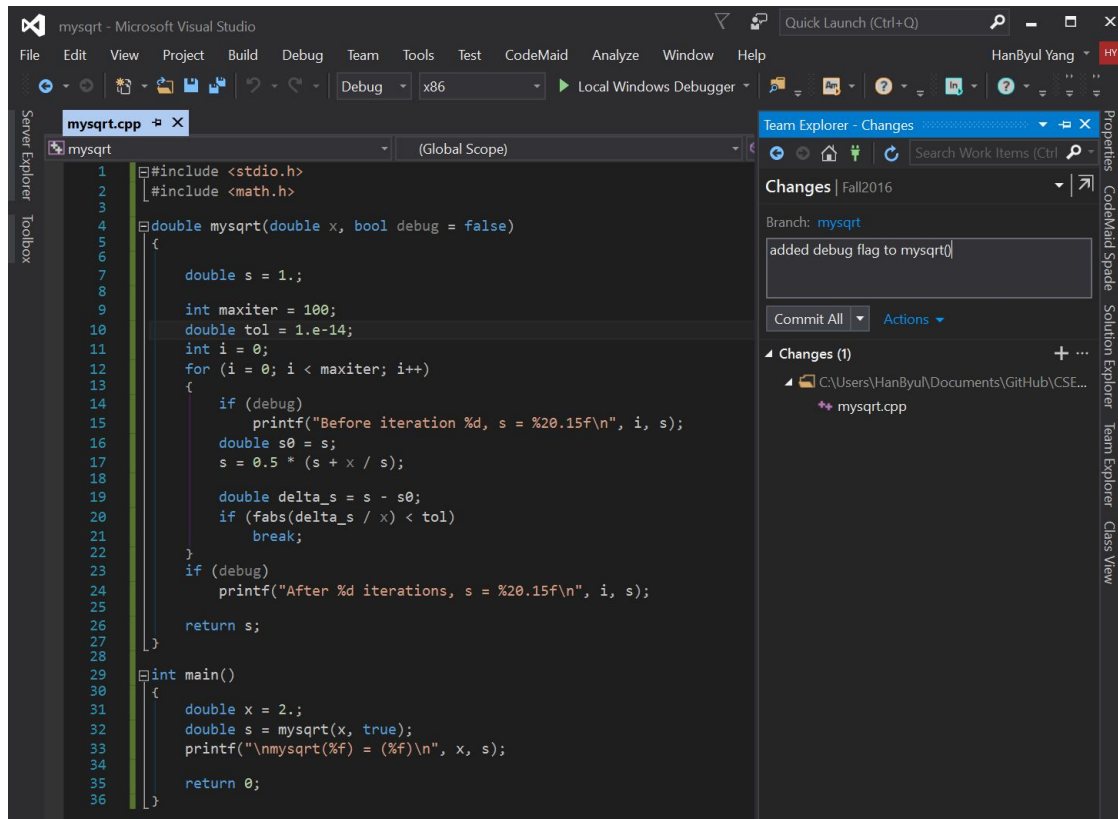 mysqrt - Microsoft Visual Studio
Quick Launch (Ctrl+Q)
File Edit View Project Build Debug Team Tools Test CodeMaid Analyze Window Help
HanByul Yang HY
Debug x86 Local Windows Debugger
Server Explorer
Toolbox
mysqrt.cpp
mysqrt (Global Scope)
1 #include <stdio.h>
2 #include <math.h>
3
4 double mysqrt(double x, bool debug = false)
5 {
6
7 double s = 1.;
8
9 int maxiter = 100;
10 double tol = 1.e-14;
11 int i = 0;
12 for (i = 0; i < maxiter; i++)
13 {
14 if (debug)
15 printf("Before iteration %d, s = %20.15f\n", i, s);
16 double s0 = s;
17 s = 0.5 * (s + x / s);
18
19 double delta_s = s - s0;
20 if (fabs(delta_s / x) < tol)
21 break;
22 }
23 if (debug)
24 printf("After %d iterations, s = %20.15f\n", i, s);
25
26 return s;
27 }
28
29 int main()
30 {
31 double x = 2.;
32 double s = mysqrt(x, true);
33 printf("\nmysqrt(%f) = (%f)\n", x, s);
34
35 return 0;
36 }
Team Explorer - Changes
Search Work Items (Ctrl
Changes | Fall2016
Branch: mysqrt
added debug flag to mysqrt()
Commit All Actions
Changes (1)
C:\Users\HanByul\Documents\GitHub\CSE...
mysqrt.cpp
Properties
CodeMaid Spade
Solution Explorer
Team Explorer
Class View